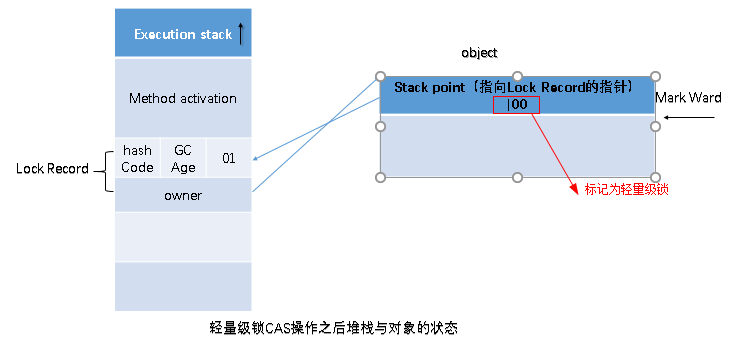 Execution stack
object
Stack point（指向Lock Record的指针）
|00
Mark Ward
Method activation
hash Code
GC Age
01
Lock Record
owner
标记为轻量级锁
轻量级锁CAS操作之后堆栈与对象的状态